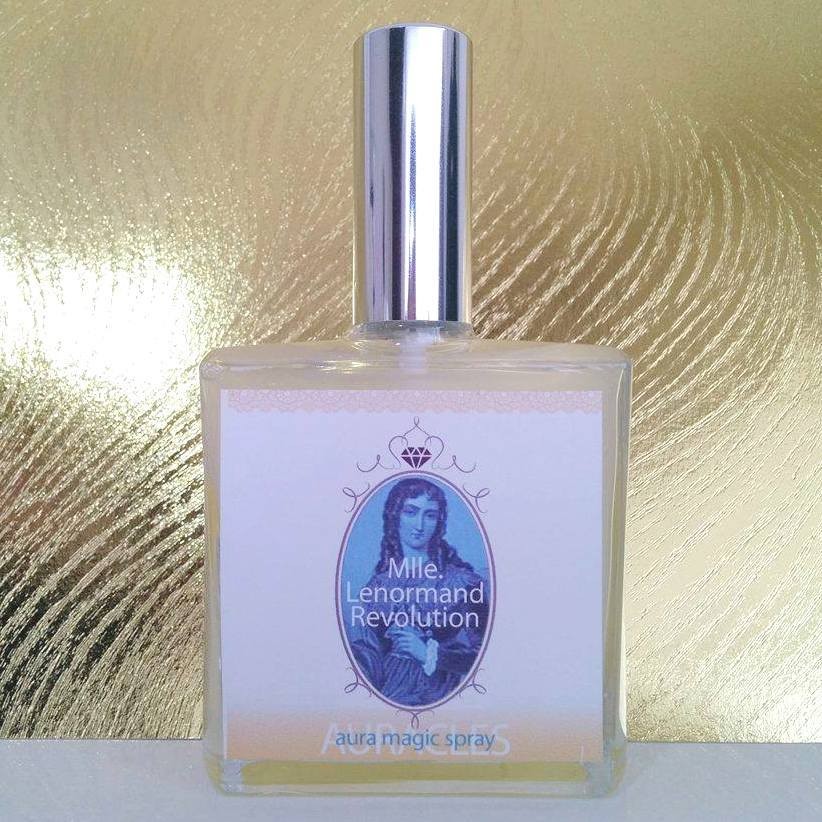 Mlle.
Lenormand
Revolution
AURACLES
aura magic spray